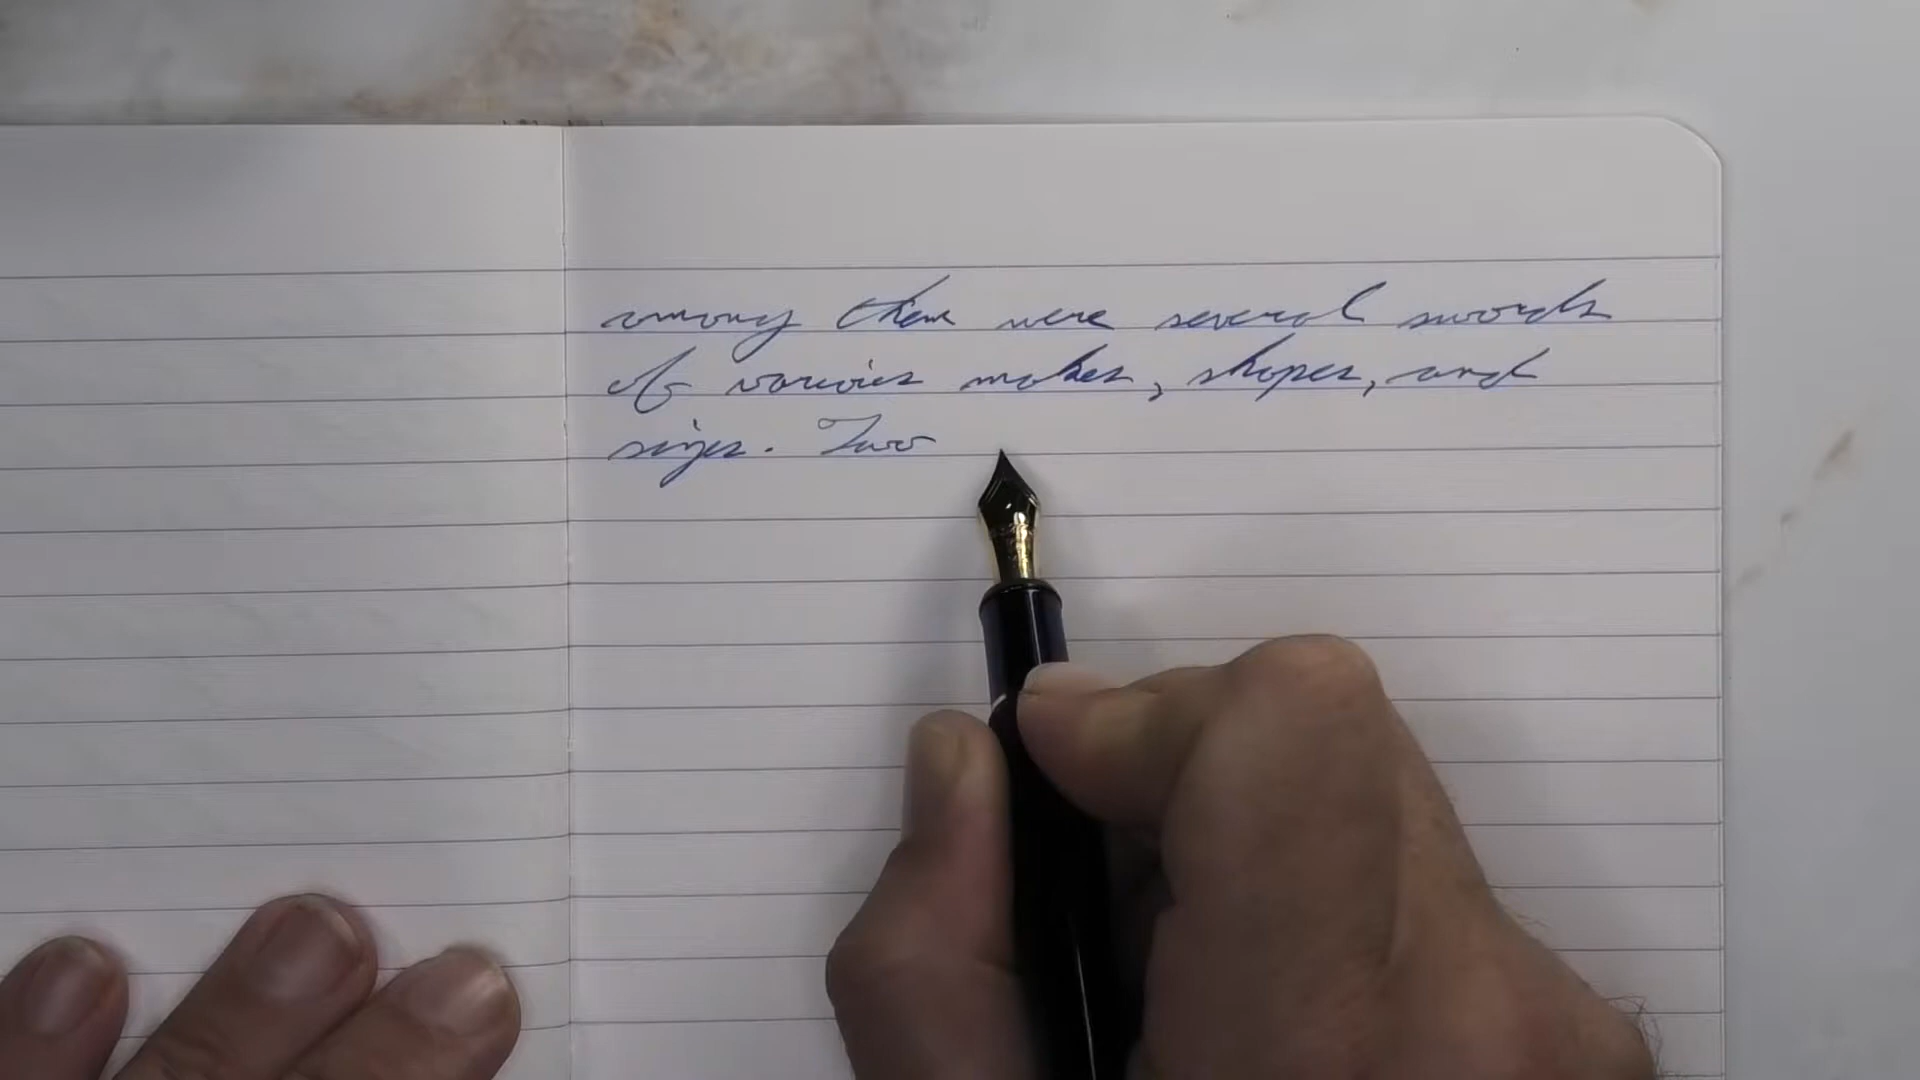 among them were several swords
of various makes, shapes, and
sizes. Two